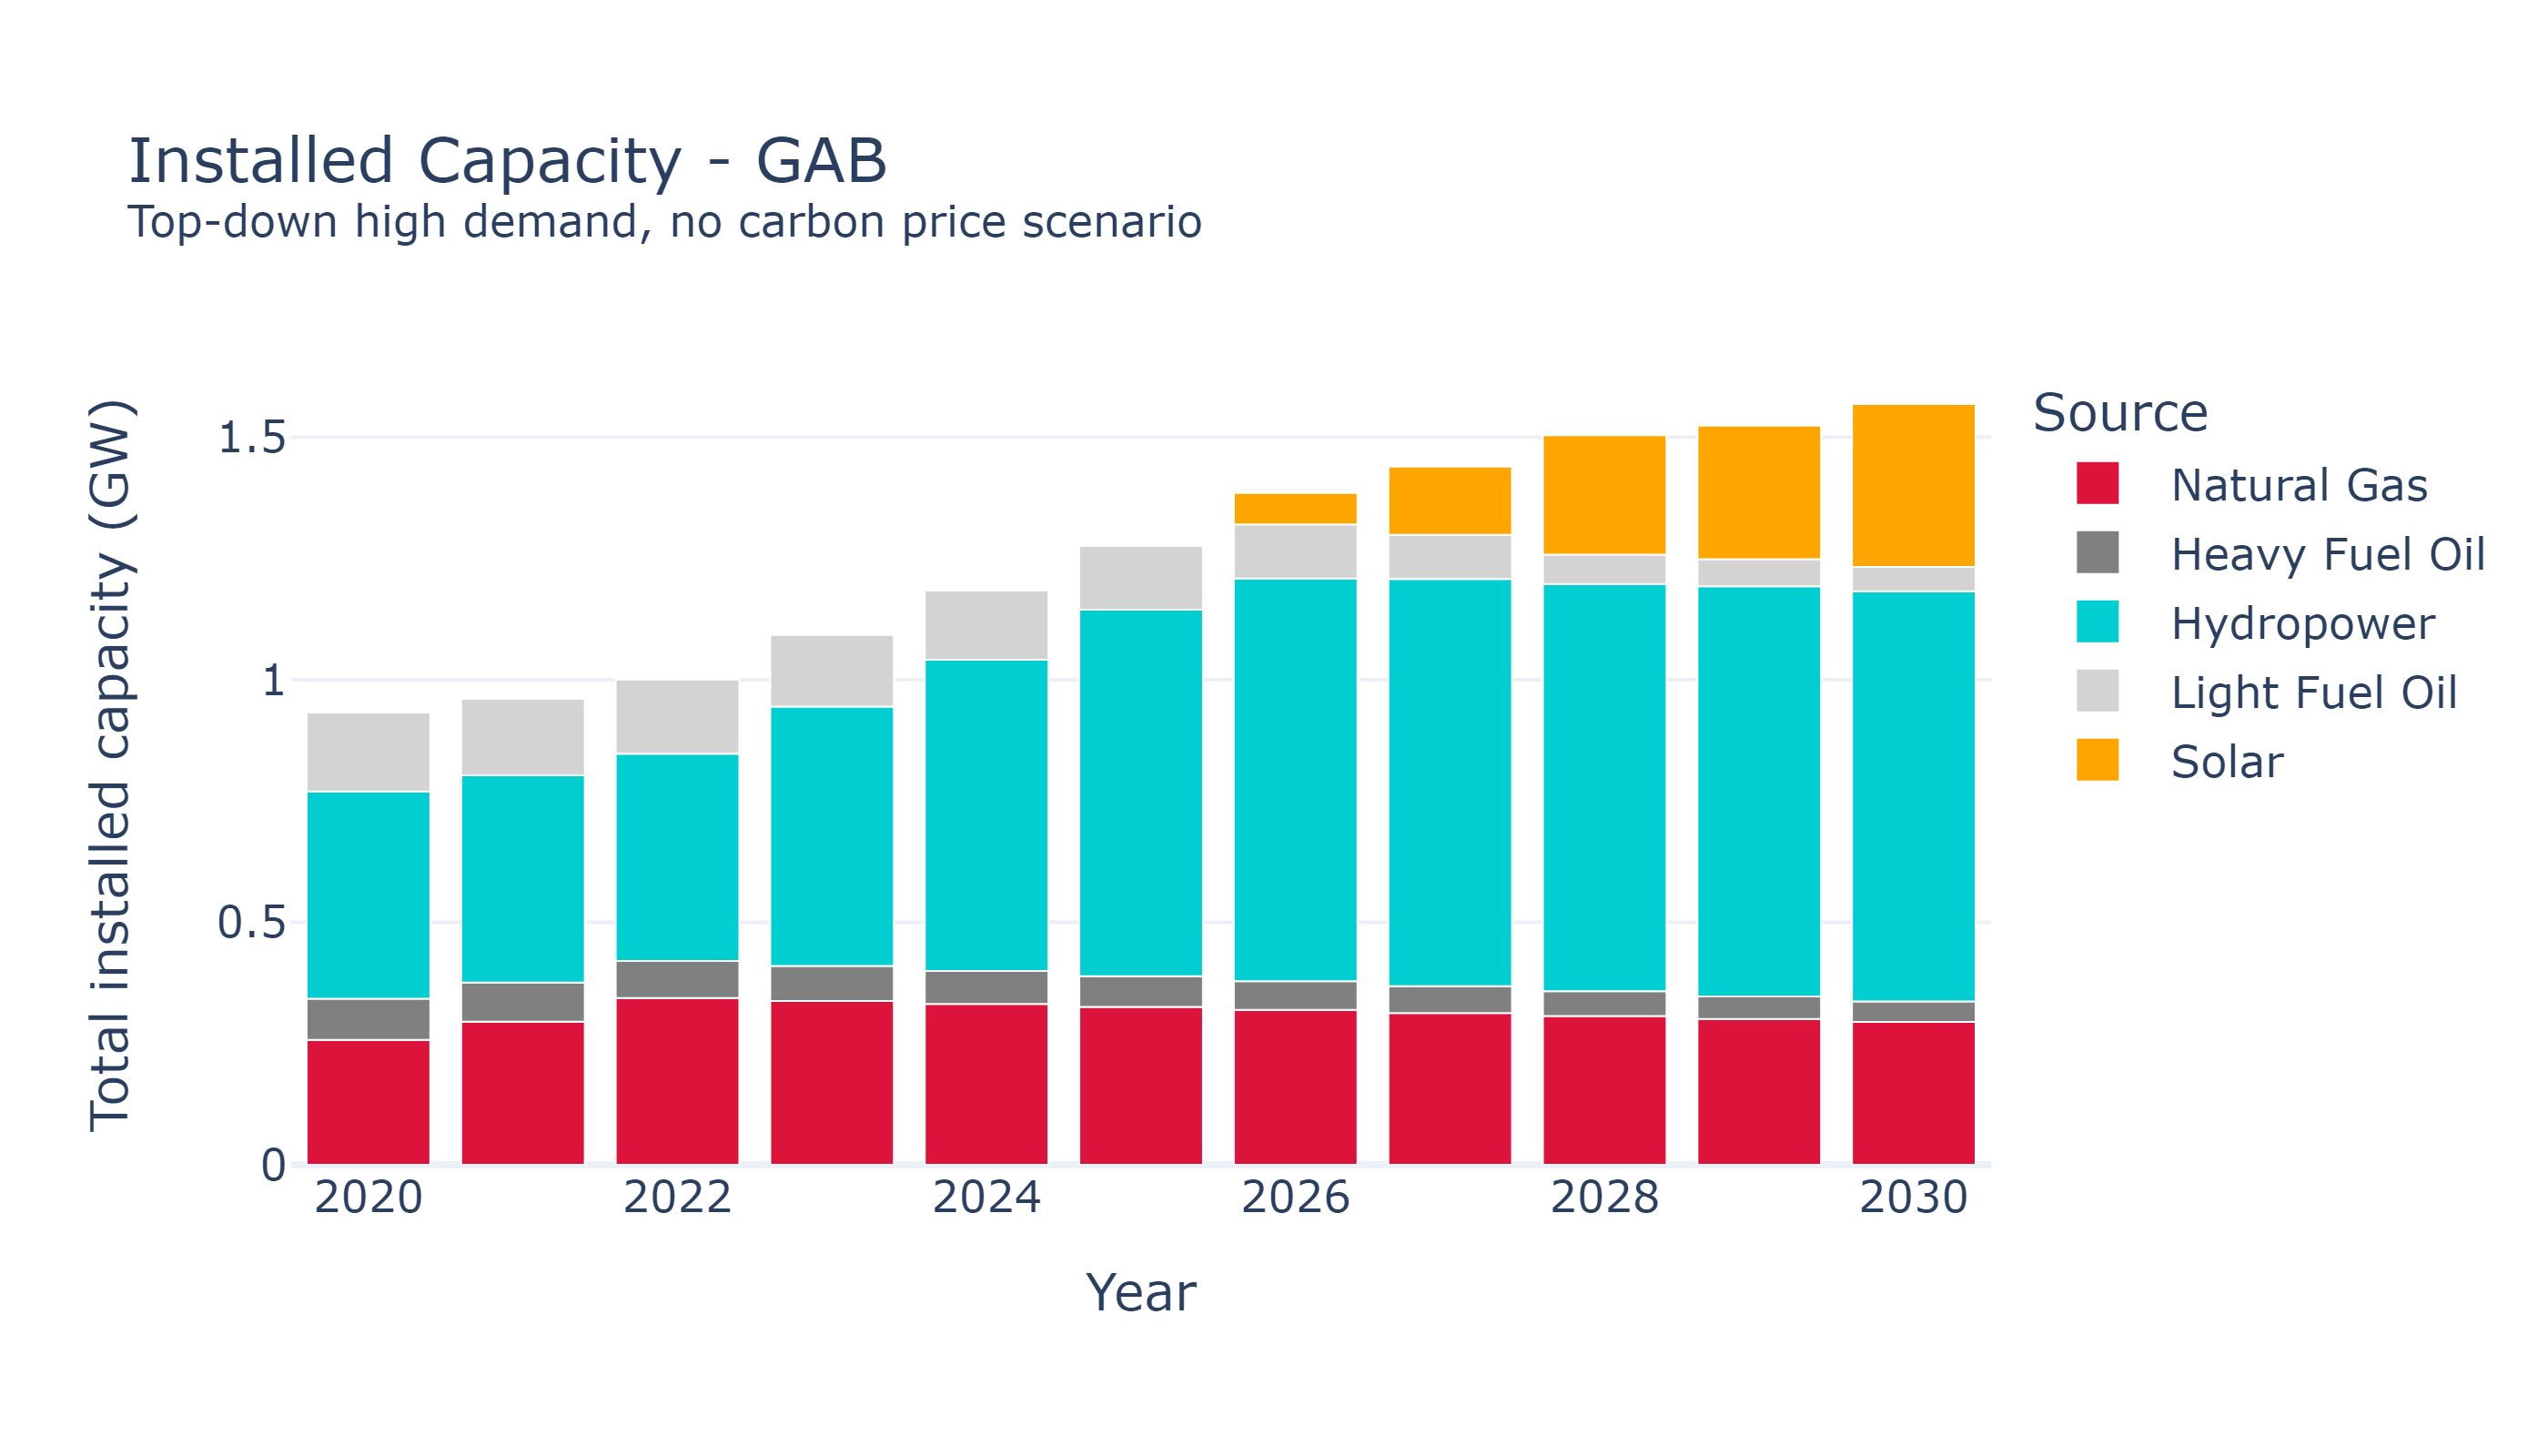 Installed Capacity - GAB
Top-down high demand, no carbon price scenario
Total installed capacity (GW)
1.5
1
0.5
0
2020 2022 2024 2026 2028 2030
Year
Source
Natural Gas
Heavy Fuel Oil
Hydropower
Light Fuel Oil
Solar